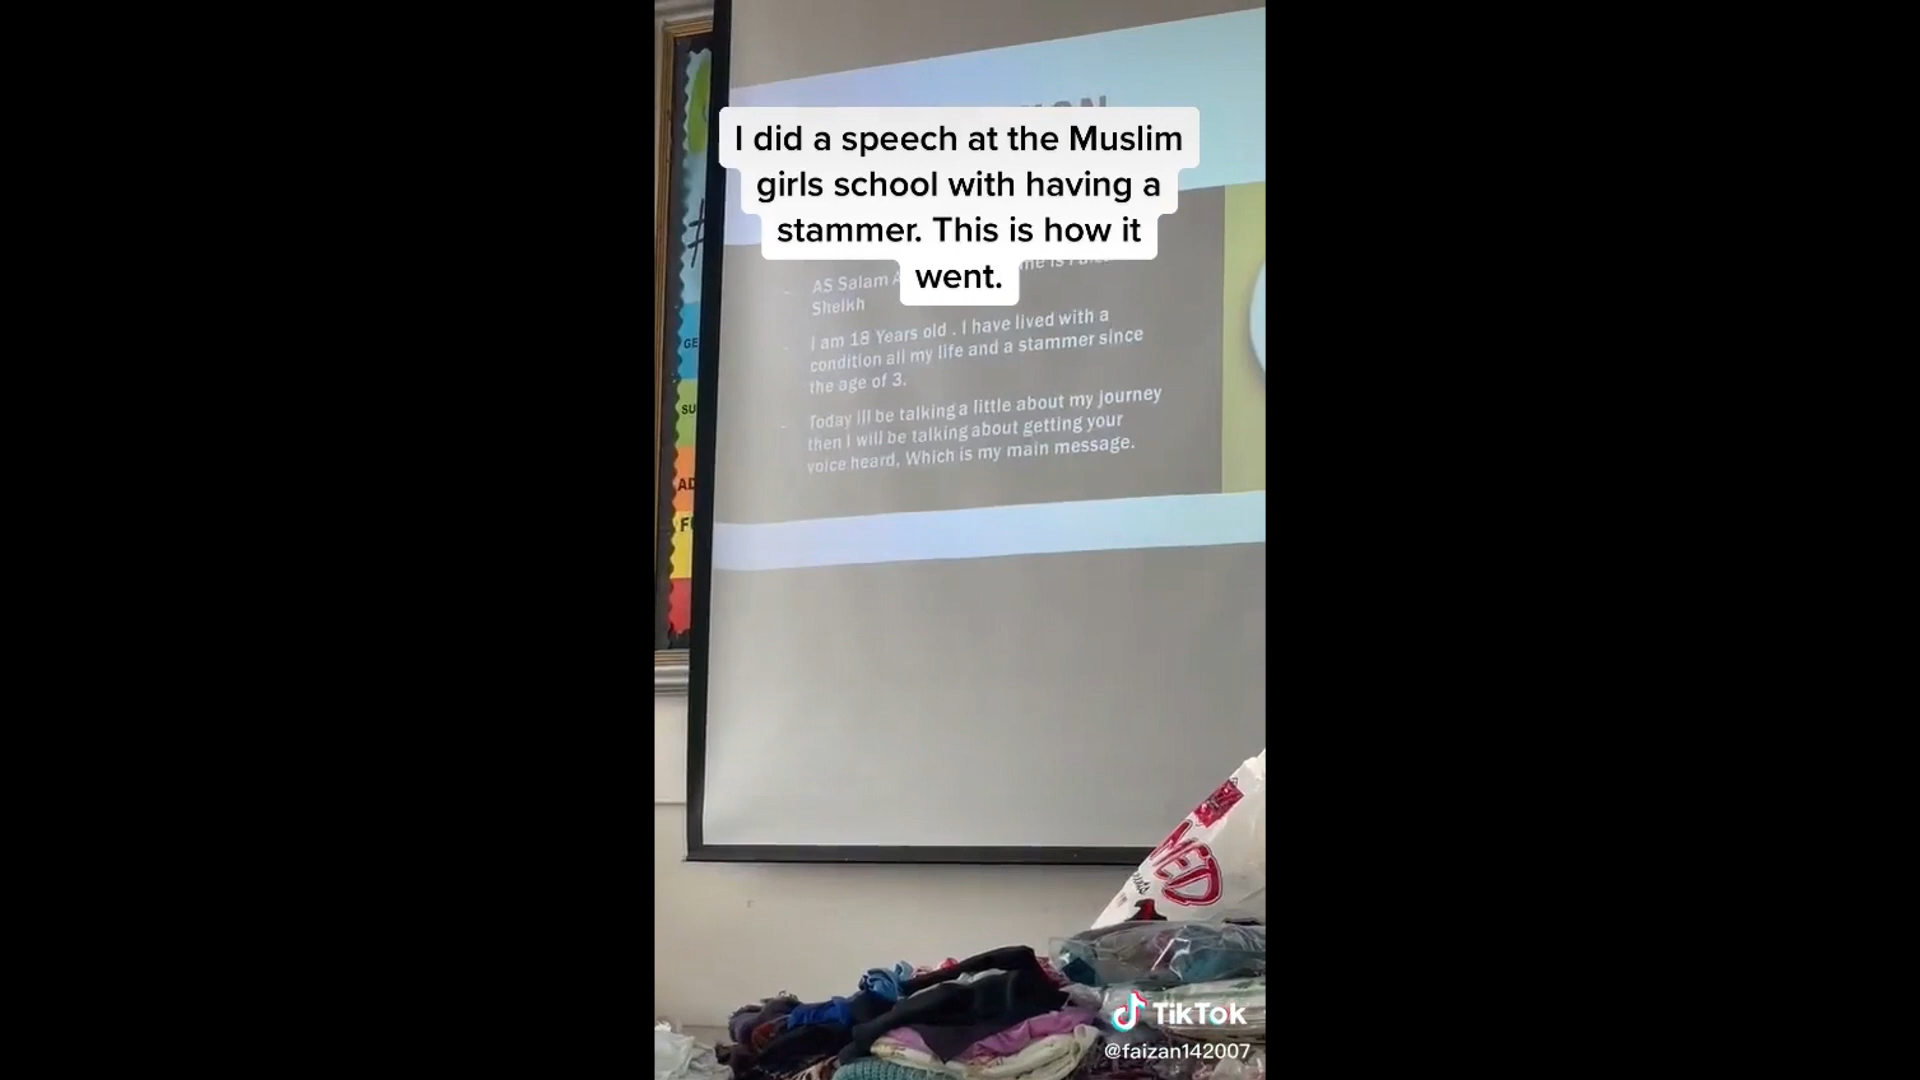 I did a speech at the Muslim
girls school with having a
stammer. This is how it
went.
AS Salam
Sheikh
I am 18 Years old . I have lived with a
condition all my life and a stammer since
the age of 3.
Today ill be talking a little about my journey
then I will be talking about getting your
voice heard, Which is my main message.
#
GE
SU
AD
TikTok
@faizan142007